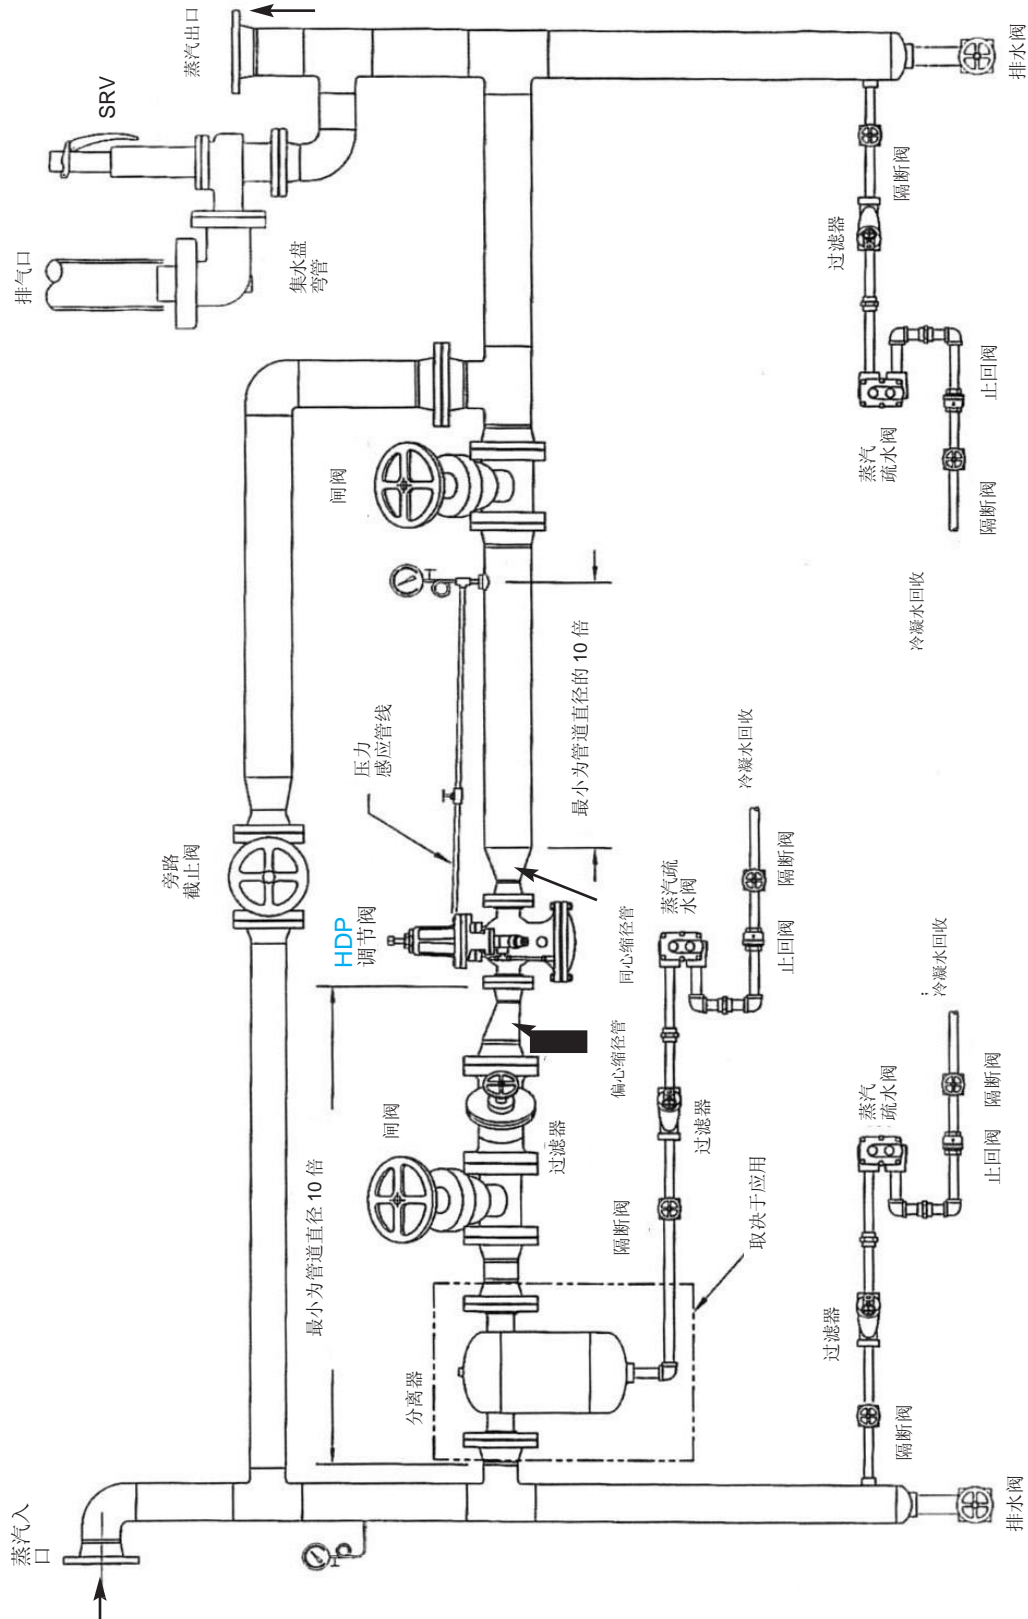 蒸汽入
口
蒸汽出口
SRV
排气口
集水盘
弯管
旁路
截止阀
HDP
调节阀
压力
感应管线
闸阀
最小为管道直径 10 倍
闸阀
过滤器
偏心缩径管
同心缩径管
最小为管道直径的 10 倍
分离器
取决于应用
隔断阀
过滤器
蒸汽疏
水阀
止回阀
隔断阀
冷凝水回收
排水阀
隔断阀
过滤器
蒸汽
疏水阀
止回阀
隔断阀
冷凝水回收
排水阀
隔断阀
过滤器
蒸汽
疏水阀
止回阀
隔断阀
冷凝水回收